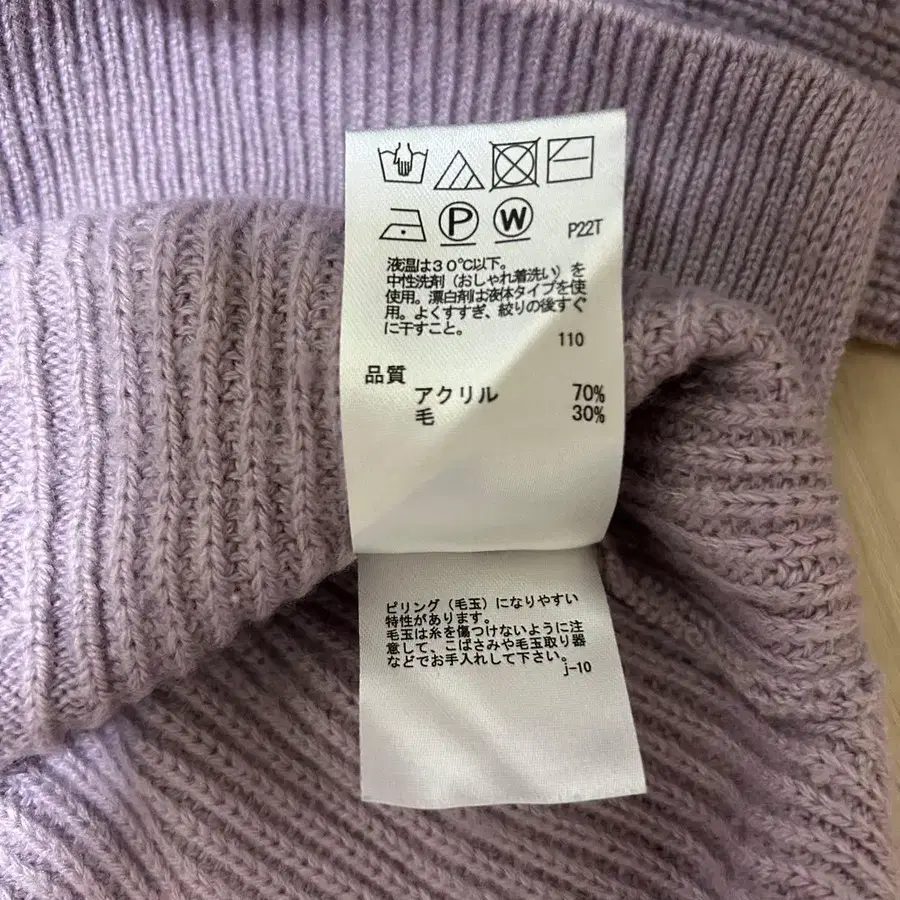 P W P22T
液温は30℃以下。
中性洗剤（おしゃれ着洗い）を
使用。漂白剤は液体タイプを使
用。よくすすぎ、絞りの後すぐ
に干すこと。
110
品質
アクリル 70%
毛 30%
ピリング（毛玉）になりやすい
特性があります。
毛玉は糸を傷つけないように注
意して、こばさみや毛玉取り器
などでお手入れして下さい。
j-10